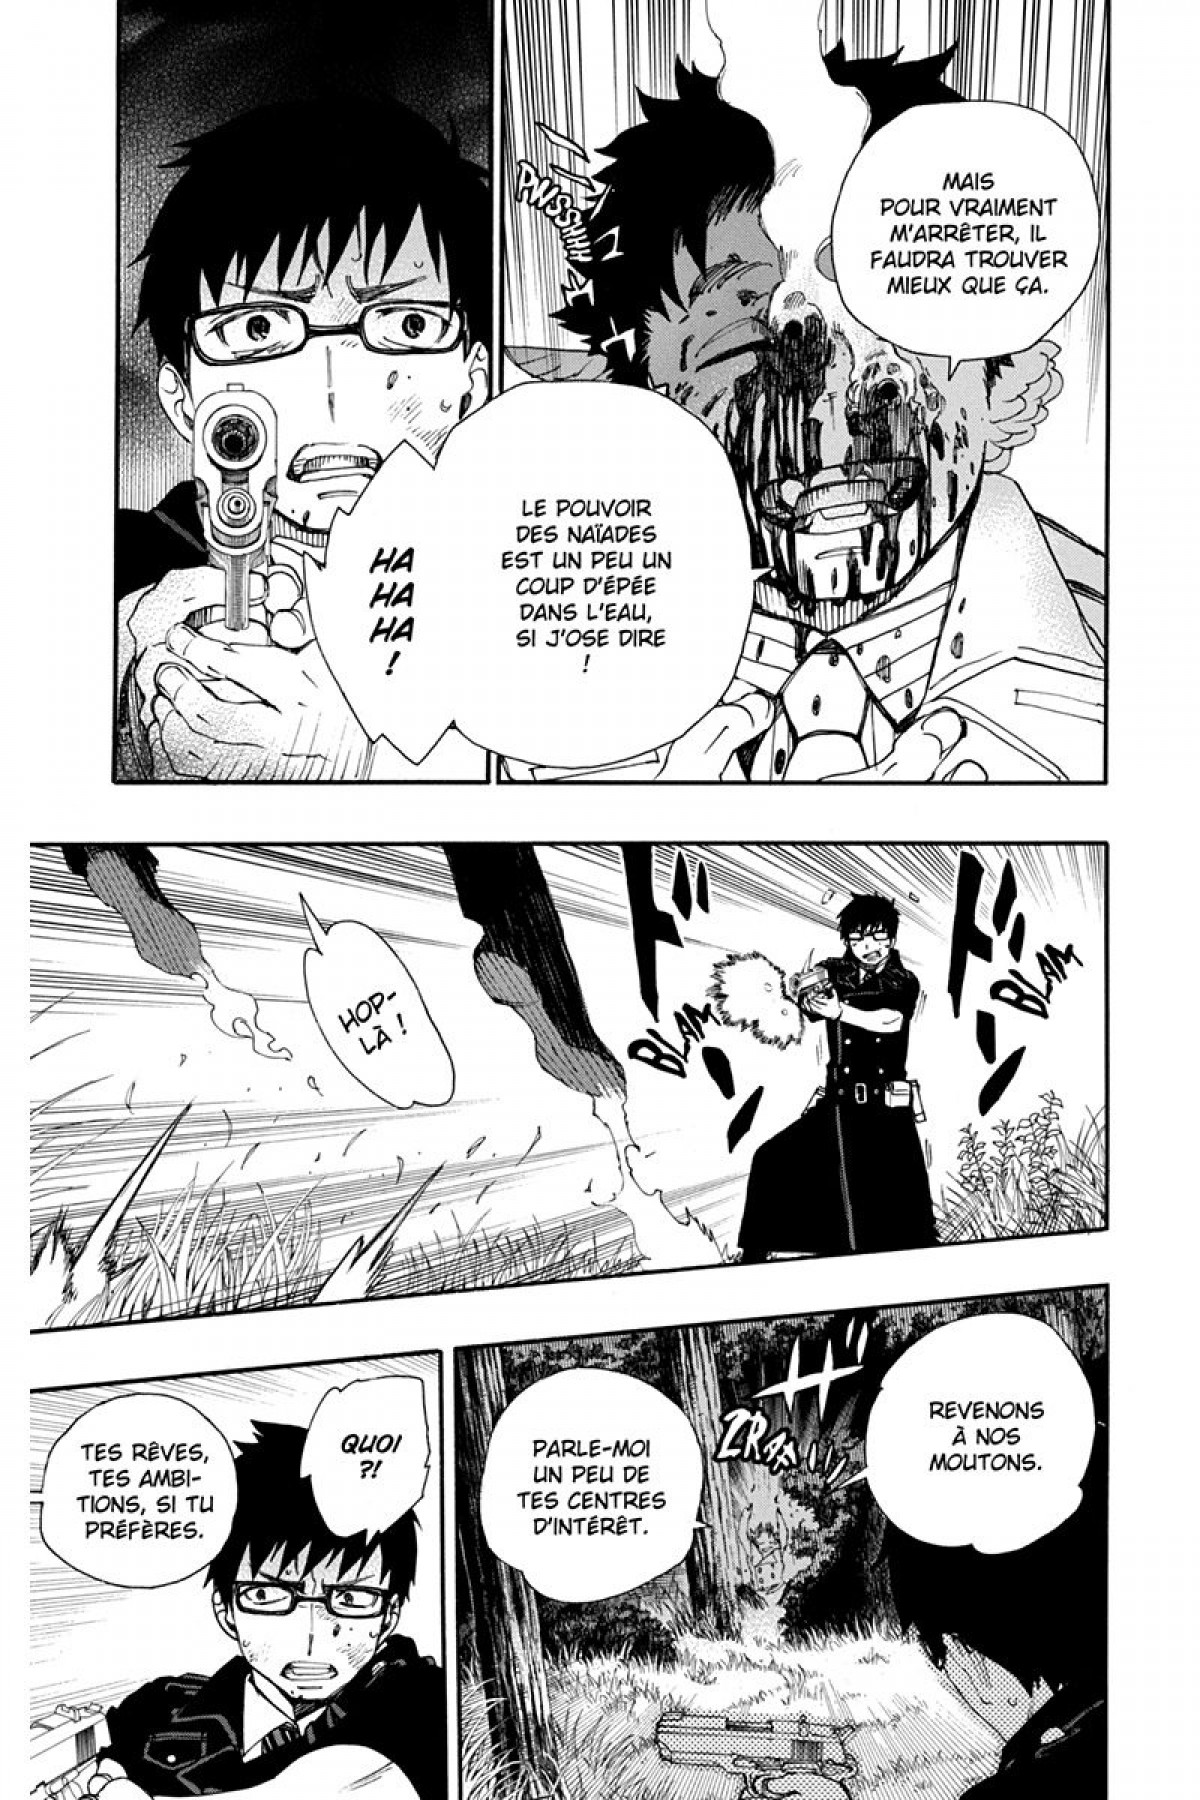 MAIS
POUR VRAIMENT
M'ARRÊTER, IL
FAUDRA TROUVER
MIEUX QUE ÇA.
PWSSHHH
LE POUVOIR
DES NAÏADES
EST UN PEU UN
COUP D'ÉPÉE
DANS L'EAU,
SI J'OSE DIRE
!
HA
HA
HA
!
BLAM
BLAM
HOP-
LÀ !
REVENONS
À NOS
MOUTONS.
ZRAF
PARLE-MOI
UN PEU DE
TES CENTRES
D'INTÉRÊT.
QUOI
?!
TES RÊVES,
TES AMBI-
TIONS, SI TU
PRÉFÈRES.